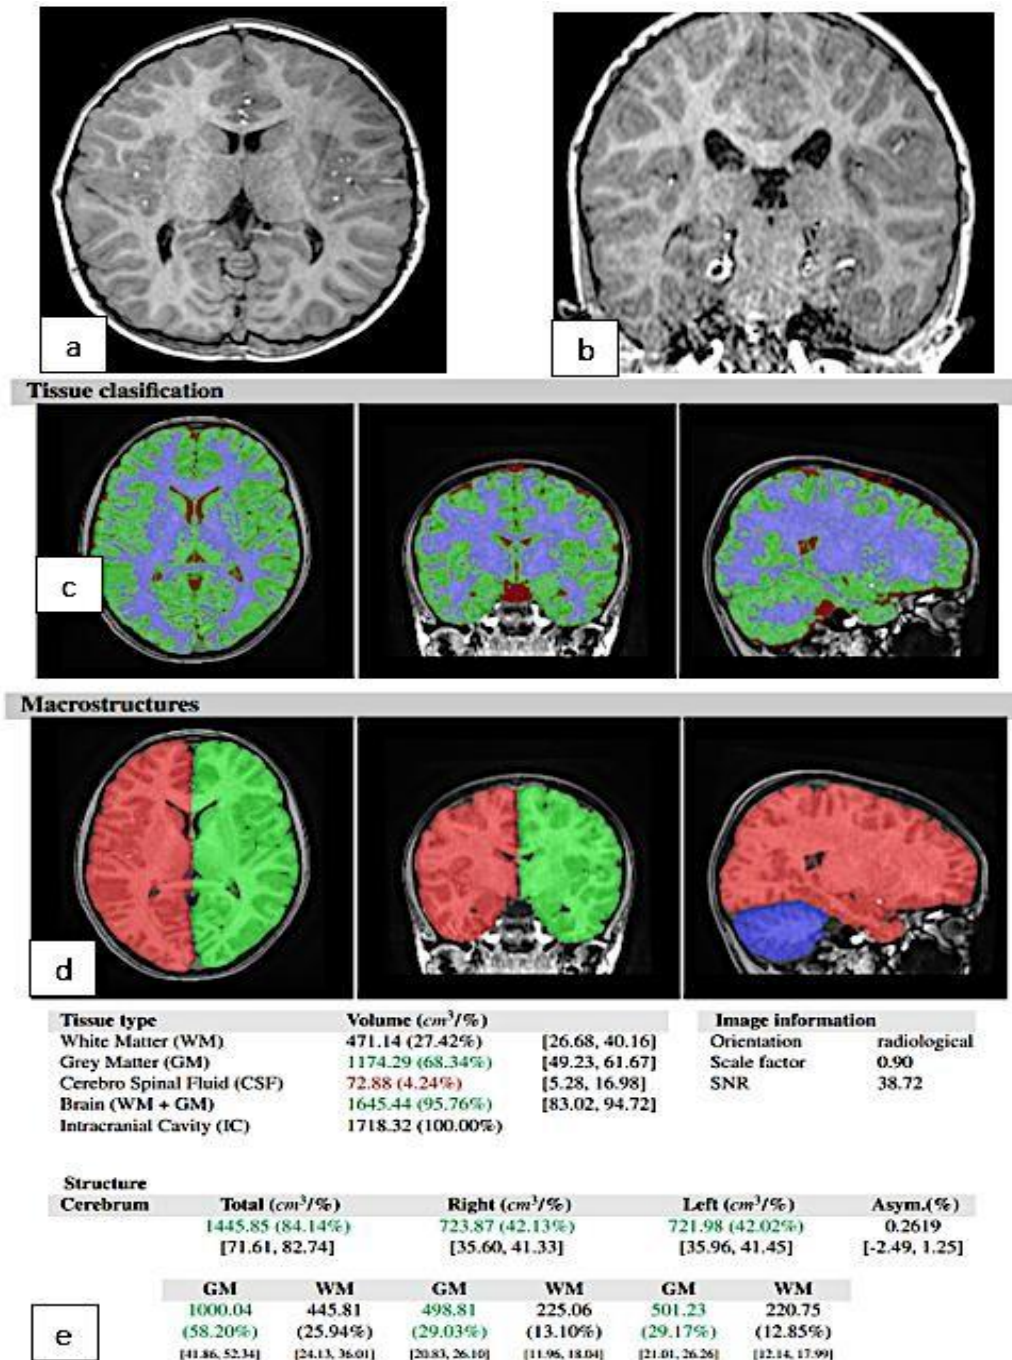 a
b
Tissue clasification
c
Macrostructures
d
Tissue type Volume (cm³/%)
White Matter (WM) 471.14 (27.42%) [26.68, 40.16]
Grey Matter (GM) 1174.29 (68.34%) [49.23, 61.67]
Cerebro Spinal Fluid (CSF) 72.88 (4.24%) [5.28, 16.98]
Brain (WM + GM) 1645.44 (95.76%) [83.02, 94.72]
Intracranial Cavity (IC) 1718.32 (100.00%)
Image information
Orientation radiological
Scale factor 0.90
SNR 38.72
Structure
Cerebrum Total (cm³/%) Right (cm³/%) Left (cm³/%) Asym.(%)
1445.85 (84.14%) 723.87 (42.13%) 721.98 (42.02%) 0.2619
[71.61, 82.74] [35.60, 41.33] [35.96, 41.45] [-2.49, 1.25]
GM WM GM WM GM WM
1000.04 445.81 498.81 225.06 501.23 220.75
(58.20%) (25.94%) (29.03%) (13.10%) (29.17%) (12.85%)
[41.86, 52.34] [24.13, 36.01] [20.83, 26.10] [11.96, 18.04] [21.01, 26.26] [12.14, 17.99]
e